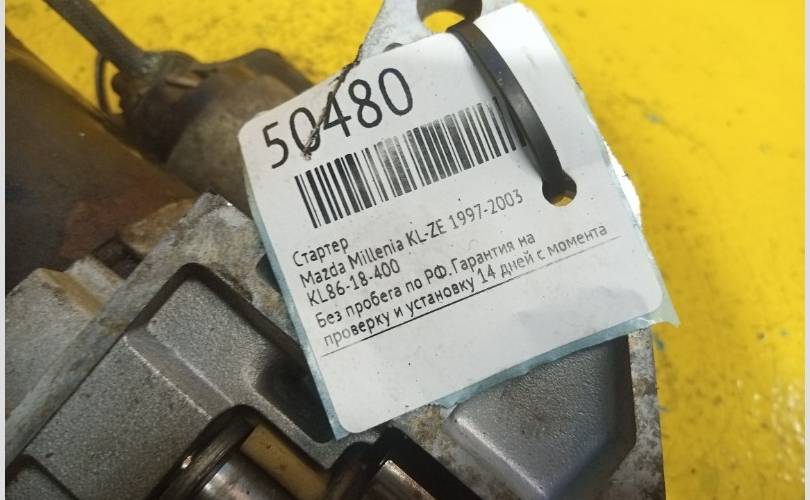 50480
Стартер
Mazda Millenia KL-ZE 1997-2003
KL86-18-400
Без пробега по РФ.Гарантия на
проверку и установку 14 дней с момента